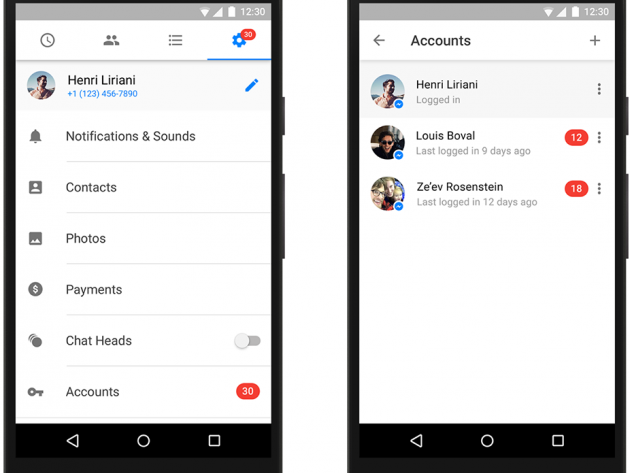 12:30
30
Henri Liriani
+1 (123) 456-7890
Notifications & Sounds
Contacts
Photos
Payments
Chat Heads
Accounts
30
12:30
Accounts
Henri Liriani
Logged in
Louis Boval
Last logged in 9 days ago
12
Ze'ev Rosenstein
Last logged in 12 days ago
18